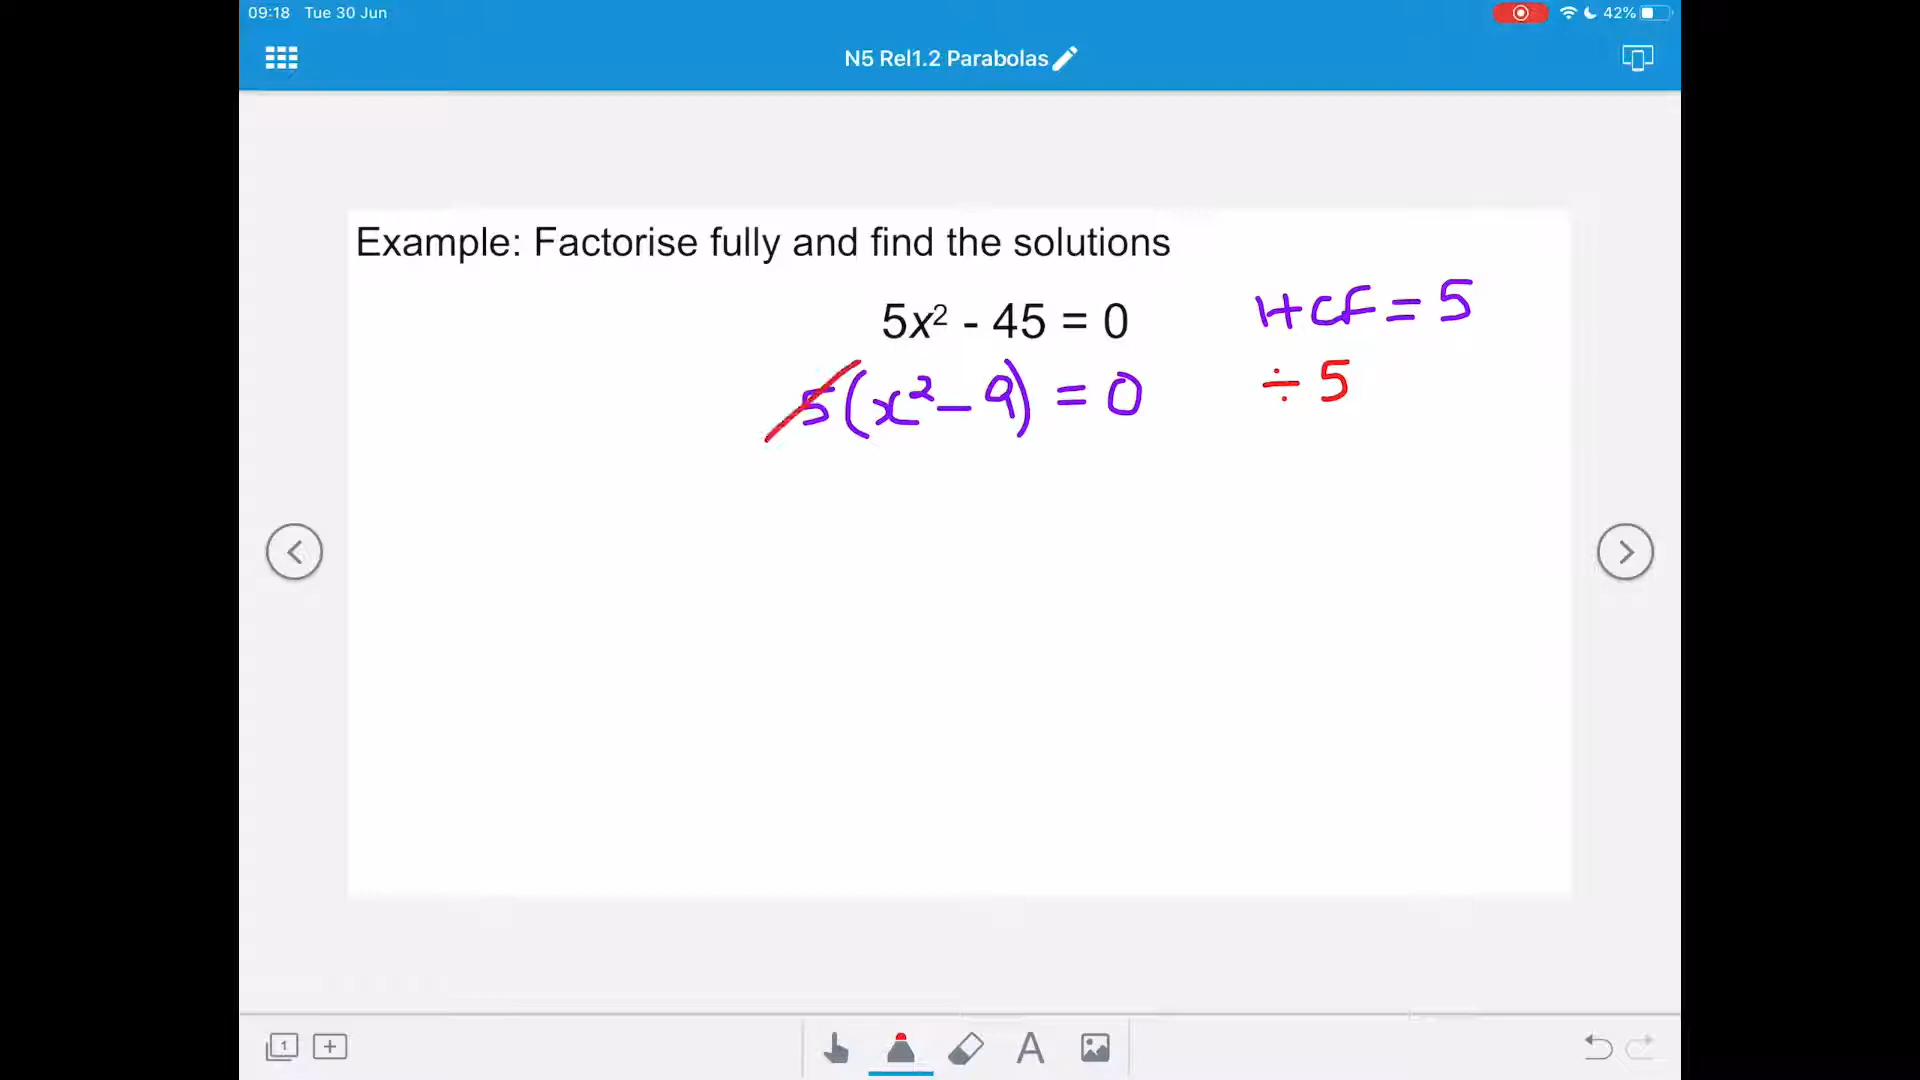 09:18 Tue 30 Jun
42%
N5 Rel1.2 Parabolas
Example: Factorise fully and find the solutions
5x² - 45 = 0
HCF = 5
5(x² - 9) = 0
÷ 5
1
A